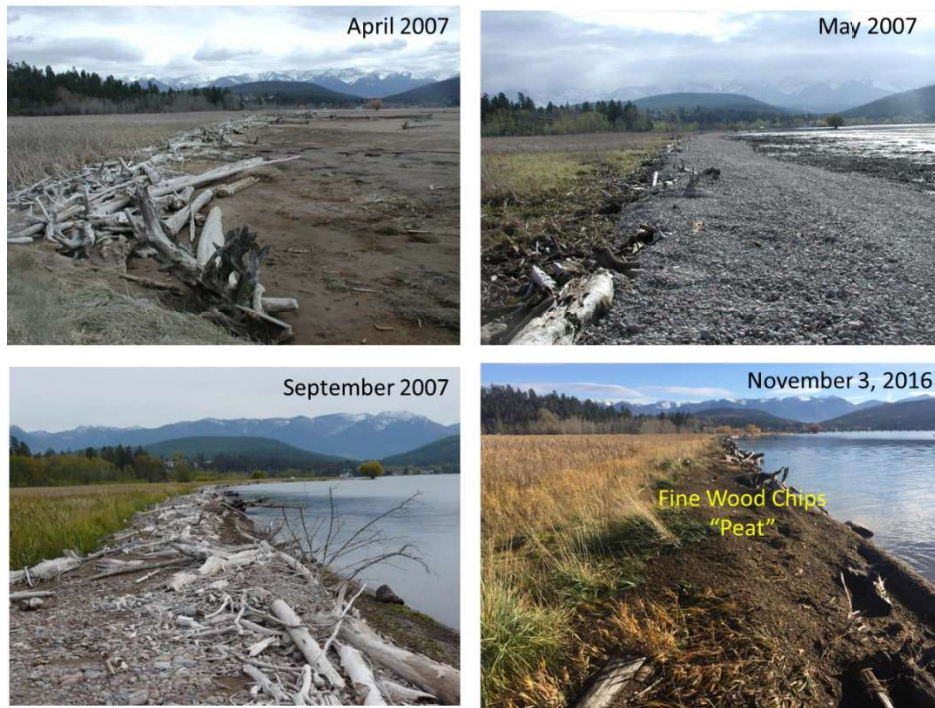 April 2007
May 2007
September 2007
November 3, 2016
Fine Wood Chips
“Peat”